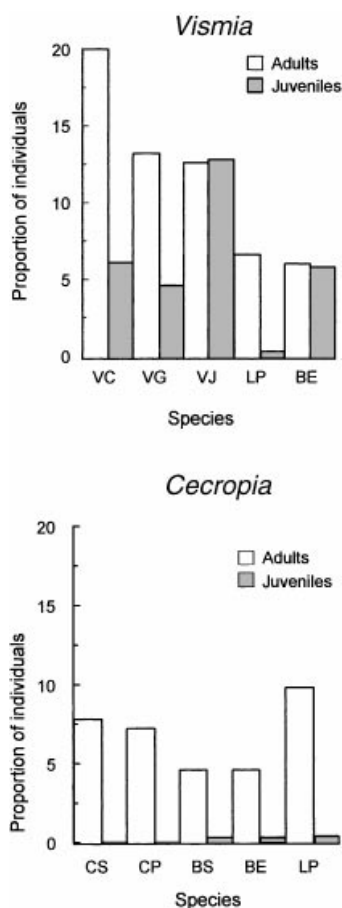 Vismia
Adults
Juveniles
Proportion of individuals
20
15
10
5
0
VC VG VJ LP BE
Species
Cecropia
Adults
Juveniles
Proportion of individuals
20
15
10
5
0
CS CP BS BE LP
Species